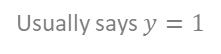 Usually says 𝑦 = 1